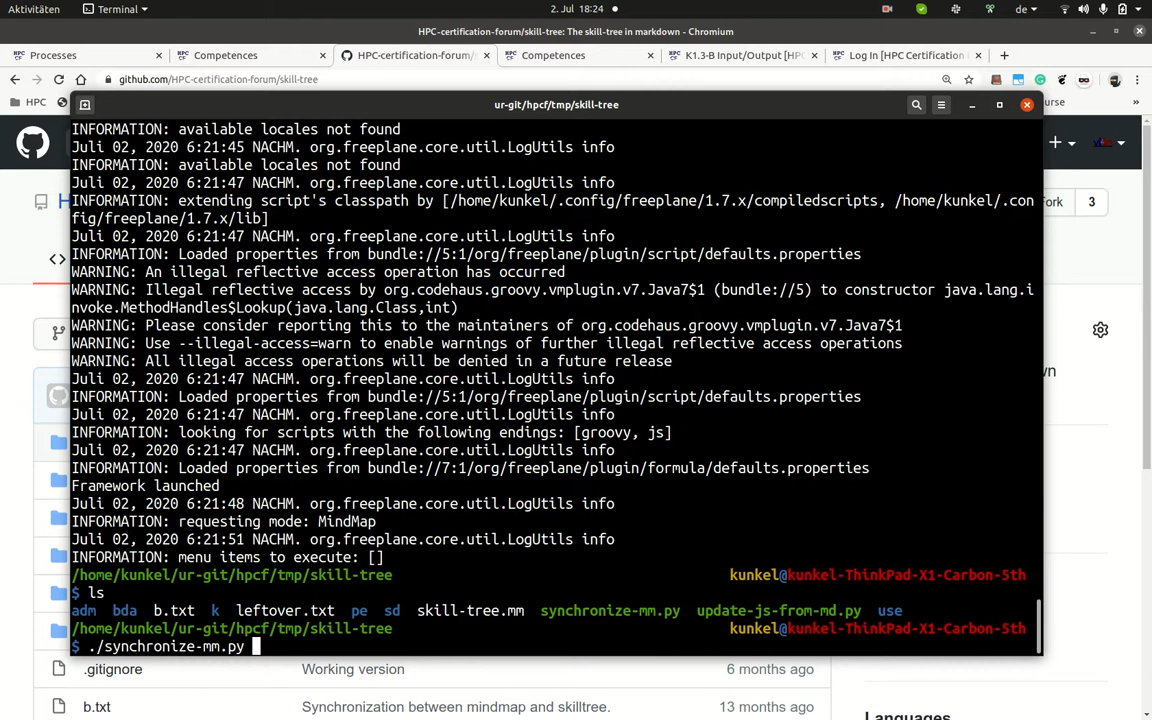 Aktivitäten Terminal 2. Jul 18:24 de
HPC-certification-forum/skill-tree: The skill-tree in markdown - Chromium
Processes × Competences × HPC-certification-forum/ × Competences × K1.3-B Input/Output [HPC × Log In [HPC Certification ×
github.com/HPC-certification-forum/skill-tree
HPC
ur-git/hpcf/tmp/skill-tree
INFORMATION: available locales not found
Juli 02, 2020 6:21:45 NACHM. org.freeplane.core.util.LogUtils info
INFORMATION: available locales not found
Juli 02, 2020 6:21:47 NACHM. org.freeplane.core.util.LogUtils info
INFORMATION: extending script's classpath by [/home/kunkel/.config/freeplane/1.7.x/compiledscripts, /home/kunkel/.con
fig/freeplane/1.7.x/lib]
Juli 02, 2020 6:21:47 NACHM. org.freeplane.core.util.LogUtils info
INFORMATION: Loaded properties from bundle://5:1/org/freeplane/plugin/script/defaults.properties
WARNING: An illegal reflective access operation has occurred
WARNING: Illegal reflective access by org.codehaus.groovy.vmplugin.v7.Java7$1 (bundle://5) to constructor java.lang.i
nvoke.MethodHandles$Lookup(java.lang.Class,int)
WARNING: Please consider reporting this to the maintainers of org.codehaus.groovy.vmplugin.v7.Java7$1
WARNING: Use --illegal-access=warn to enable warnings of further illegal reflective access operations
WARNING: All illegal access operations will be denied in a future release
Juli 02, 2020 6:21:47 NACHM. org.freeplane.core.util.LogUtils info
INFORMATION: Loaded properties from bundle://5:1/org/freeplane/plugin/script/defaults.properties
Juli 02, 2020 6:21:47 NACHM. org.freeplane.core.util.LogUtils info
INFORMATION: looking for scripts with the following endings: [groovy, js]
Juli 02, 2020 6:21:47 NACHM. org.freeplane.core.util.LogUtils info
INFORMATION: Loaded properties from bundle://7:1/org/freeplane/plugin/formula/defaults.properties
Framework launched
Juli 02, 2020 6:21:48 NACHM. org.freeplane.core.util.LogUtils info
INFORMATION: requesting mode: MindMap
Juli 02, 2020 6:21:51 NACHM. org.freeplane.core.util.LogUtils info
INFORMATION: menu items to execute: []
/home/kunkel/ur-git/hpcf/tmp/skill-tree kunkel@kunkel-ThinkPad-X1-Carbon-5th
$ ls
adm bda b.txt k leftover.txt pe sd skill-tree.mm synchronize-mm.py update-js-from-md.py use
/home/kunkel/ur-git/hpcf/tmp/skill-tree kunkel@kunkel-ThinkPad-X1-Carbon-5th
$ ./synchronize-mm.py
Fork 3
.gitignore Working version 6 months ago
b.txt Synchronization between mindmap and skilltree. 13 months ago
Languages